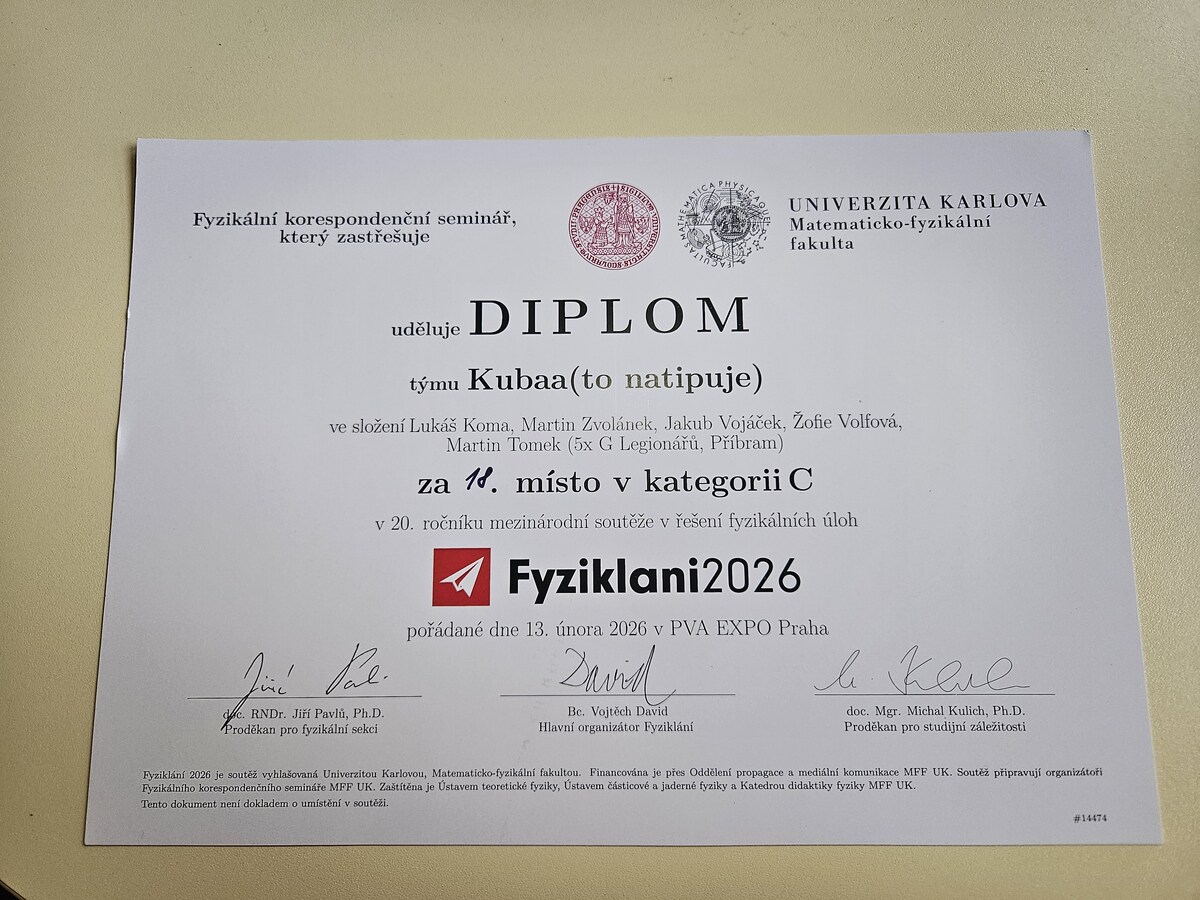 Fyzikální korespondenční seminář,
který zastřešuje
UNIVERZITA KARLOVA
Matematicko-fyzikální
fakulta
uděluje DIPLOM
týmu Kubaa(to natipuje)
ve složení Lukáš Koma, Martin Zvolánek, Jakub Vojáček, Žofie Volfová,
Martin Tomek (5x G Legionářů, Příbram)
za 18. místo v kategorii C
v 20. ročníku mezinárodní soutěže v řešení fyzikálních úloh
Fyziklani2026
pořádané dne 13. února 2026 v PVA EXPO Praha
David
doc. RNDr. Jiří Pavlů, Ph.D.
Proděkan pro fyzikální sekci
Bc. Vojtěch David
Hlavní organizátor Fyziklání
doc. Mgr. Michal Kulich, Ph.D.
Proděkan pro studijní záležitosti
Fyziklání 2026 je soutěž vyhlašovaná Univerzitou Karlovou, Matematicko-fyzikální fakultou. Financována je přes Oddělení propagace a mediální komunikace MFF UK. Soutěž připravují organizátoři
Fyzikálního korespondenčního semináře MFF UK. Zaštítěna je Ústavem teoretické fyziky, Ústavem částicové a jaderné fyziky a Katedrou didaktiky fyziky MFF UK.
Tento dokument není dokladem o umístění v soutěži.
#14474